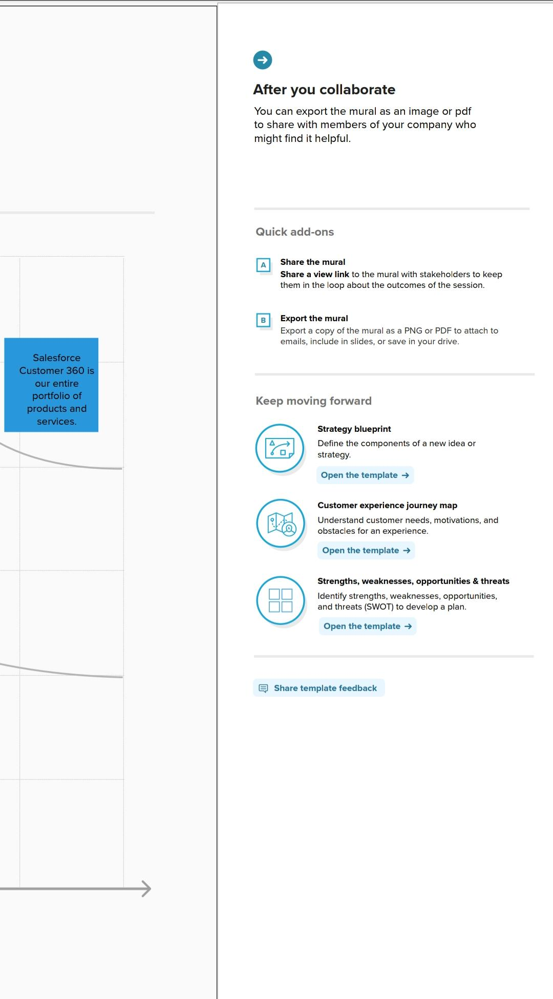 After you collaborate
You can export the mural as an image or pdf
to share with members of your company who
might find it helpful.
Quick add-ons
A
Share the mural
Share a view link to the mural with stakeholders to keep
them in the loop about the outcomes of the session.
B
Export the mural
Export a copy of the mural as a PNG or PDF to attach to
emails, include in slides, or save in your drive.
Salesforce
Customer 360 is
our entire
portfolio of
products and
services.
Keep moving forward
Strategy blueprint
Define the components of a new idea or
strategy.
Open the template →
Customer experience journey map
Understand customer needs, motivations, and
obstacles for an experience.
Open the template →
Strengths, weaknesses, opportunities & threats
Identify strengths, weaknesses, opportunities,
and threats (SWOT) to develop a plan.
Open the template →
Share template feedback